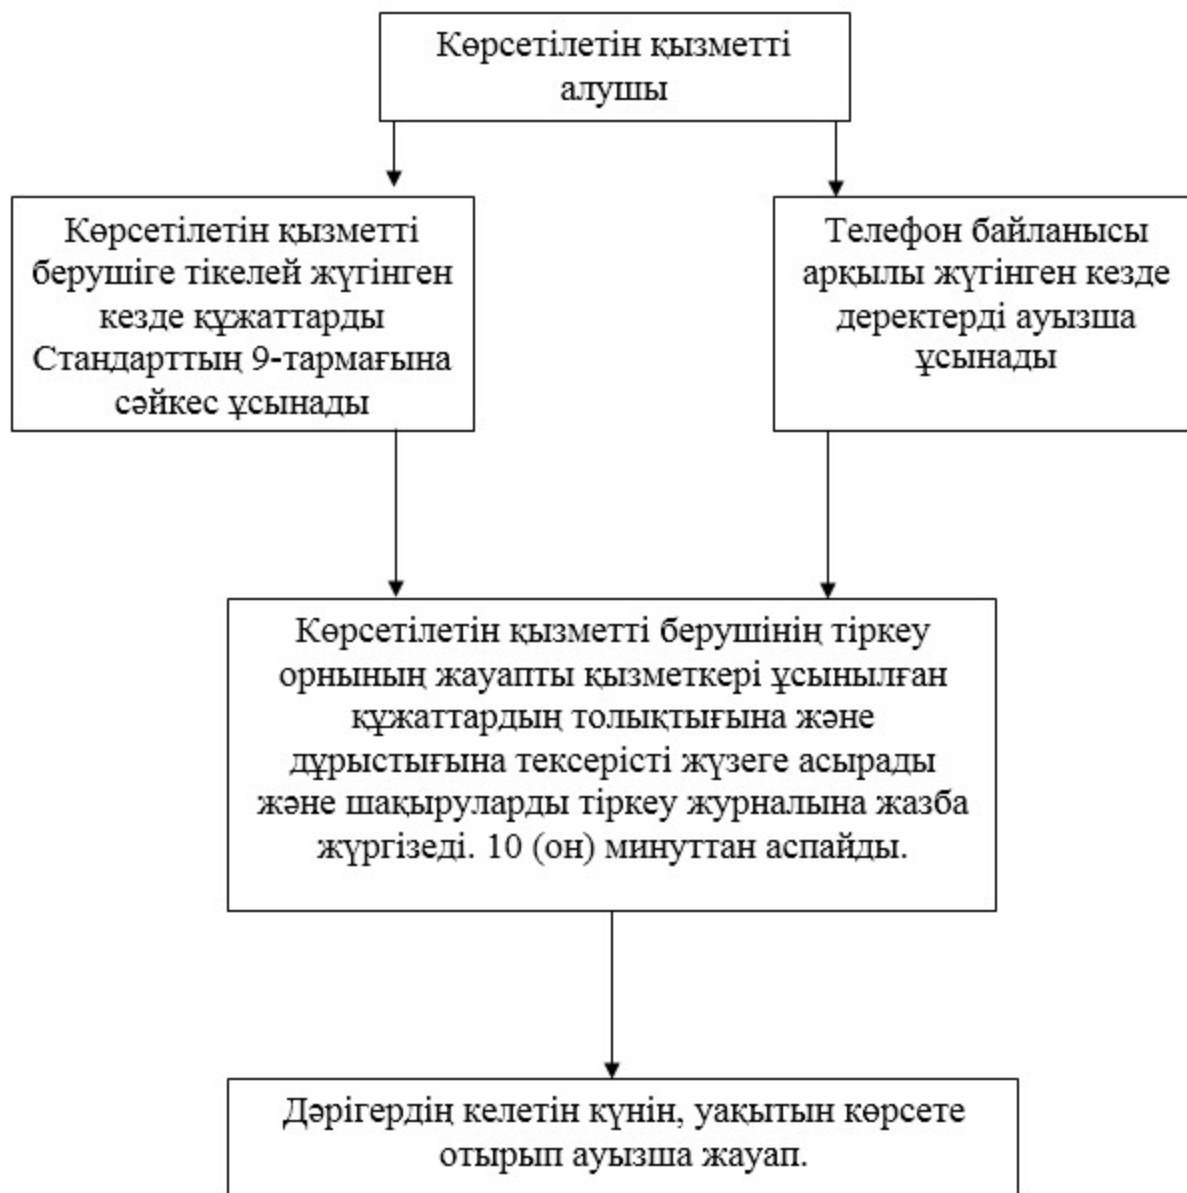 Көрсетілетін қызметті
алушы
Көрсетілетін қызметті
берушіге тікелей жүгінген
кезде құжаттарды
Стандарттың 9-тармағына
сәйкес ұсынады
Телефон байланысы
арқылы жүгінген кезде
деректерді ауызша
ұсынады
Көрсетілетін қызметті берушінің тіркеу
орнының жауапты қызметкері ұсынылған
құжаттардың толықтығына және
дұрыстығына тексерісті жүзеге асырады
және шақыруларды тіркеу журналына жазба
жүргізеді. 10 (он) минуттан аспайды.
Дәрігердің келетін күнін, уақытын көрсете
отырып ауызша жауап.